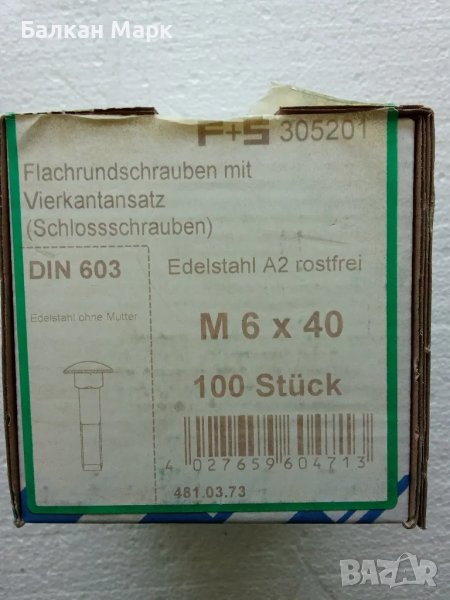 Балкан Марк
F+S 305201
Flachrundschrauben mit
Vierkantansatz
(Schlossschrauben)
DIN 603
Edelstahl A2 rostfrei
Edelstahl ohne Mutter
M 6 x 40
100 Stück
4 027659 604713
481.03.73
BAZAR